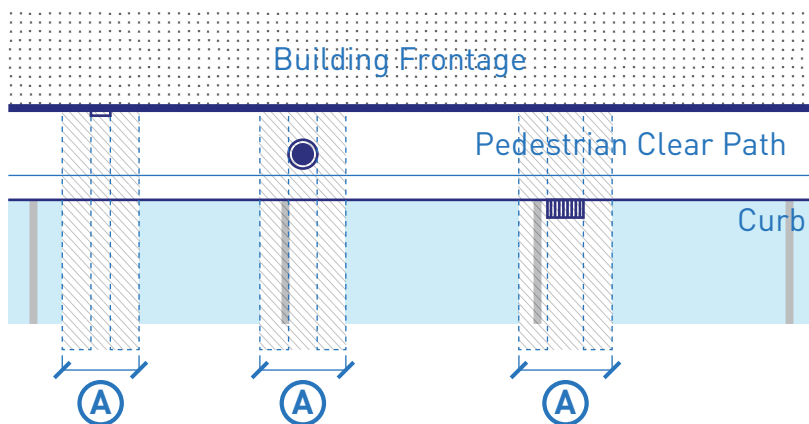 Building Frontage
Pedestrian Clear Path
Curb
A
A
A